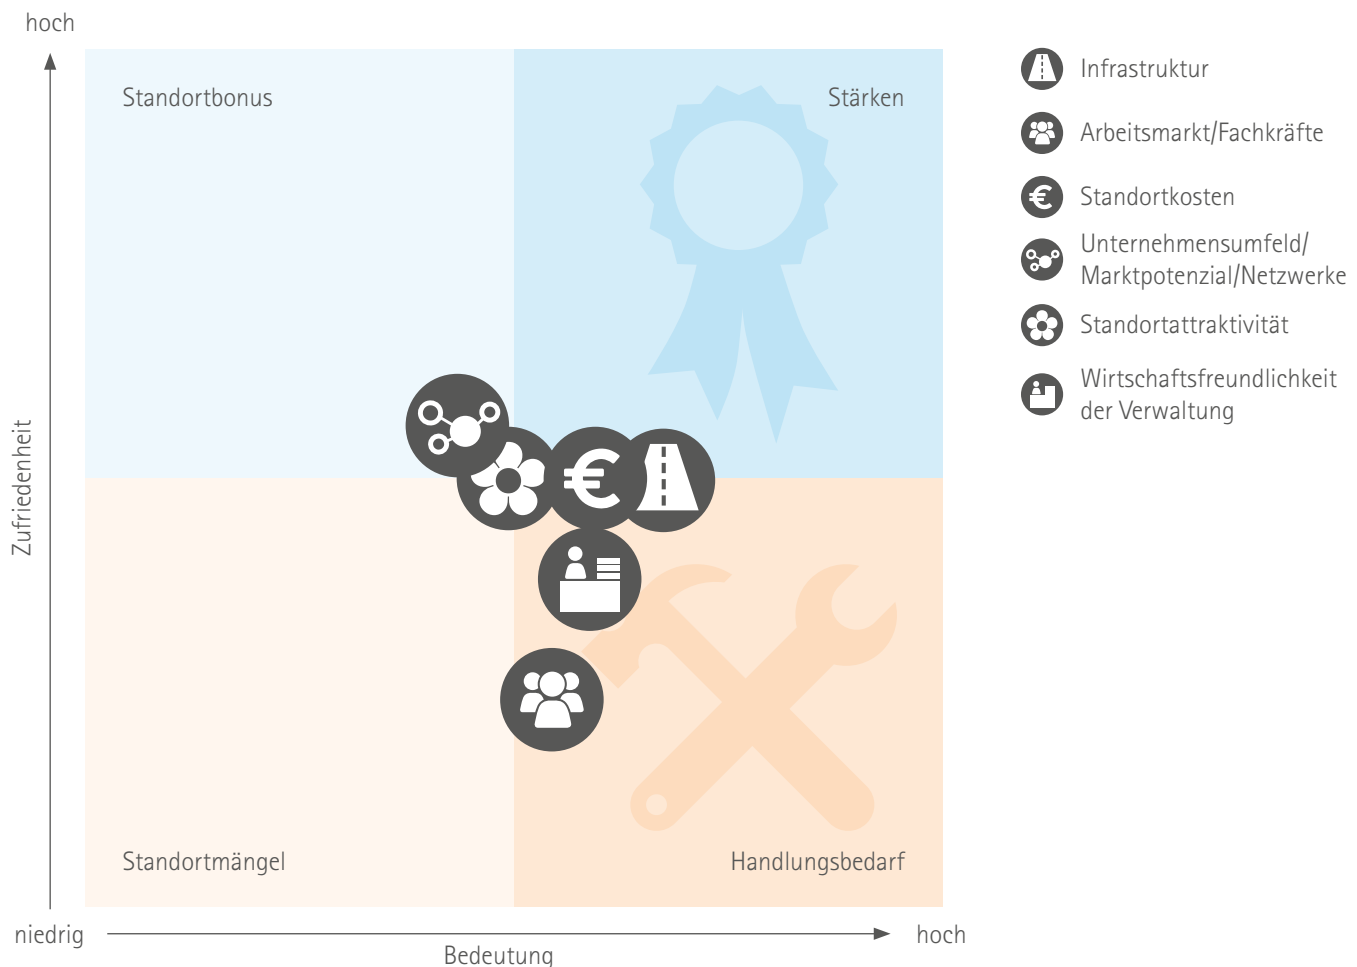 hoch
Standortbonus
Stärken
Zufriedenheit
Standortmängel
Handlungsbedarf
niedrig
Bedeutung
hoch
Infrastruktur
Arbeitsmarkt/Fachkräfte
Standortkosten
Unternehmensumfeld/
Marktpotenzial/Netzwerke
Standortattraktivität
Wirtschaftsfreundlichkeit
der Verwaltung